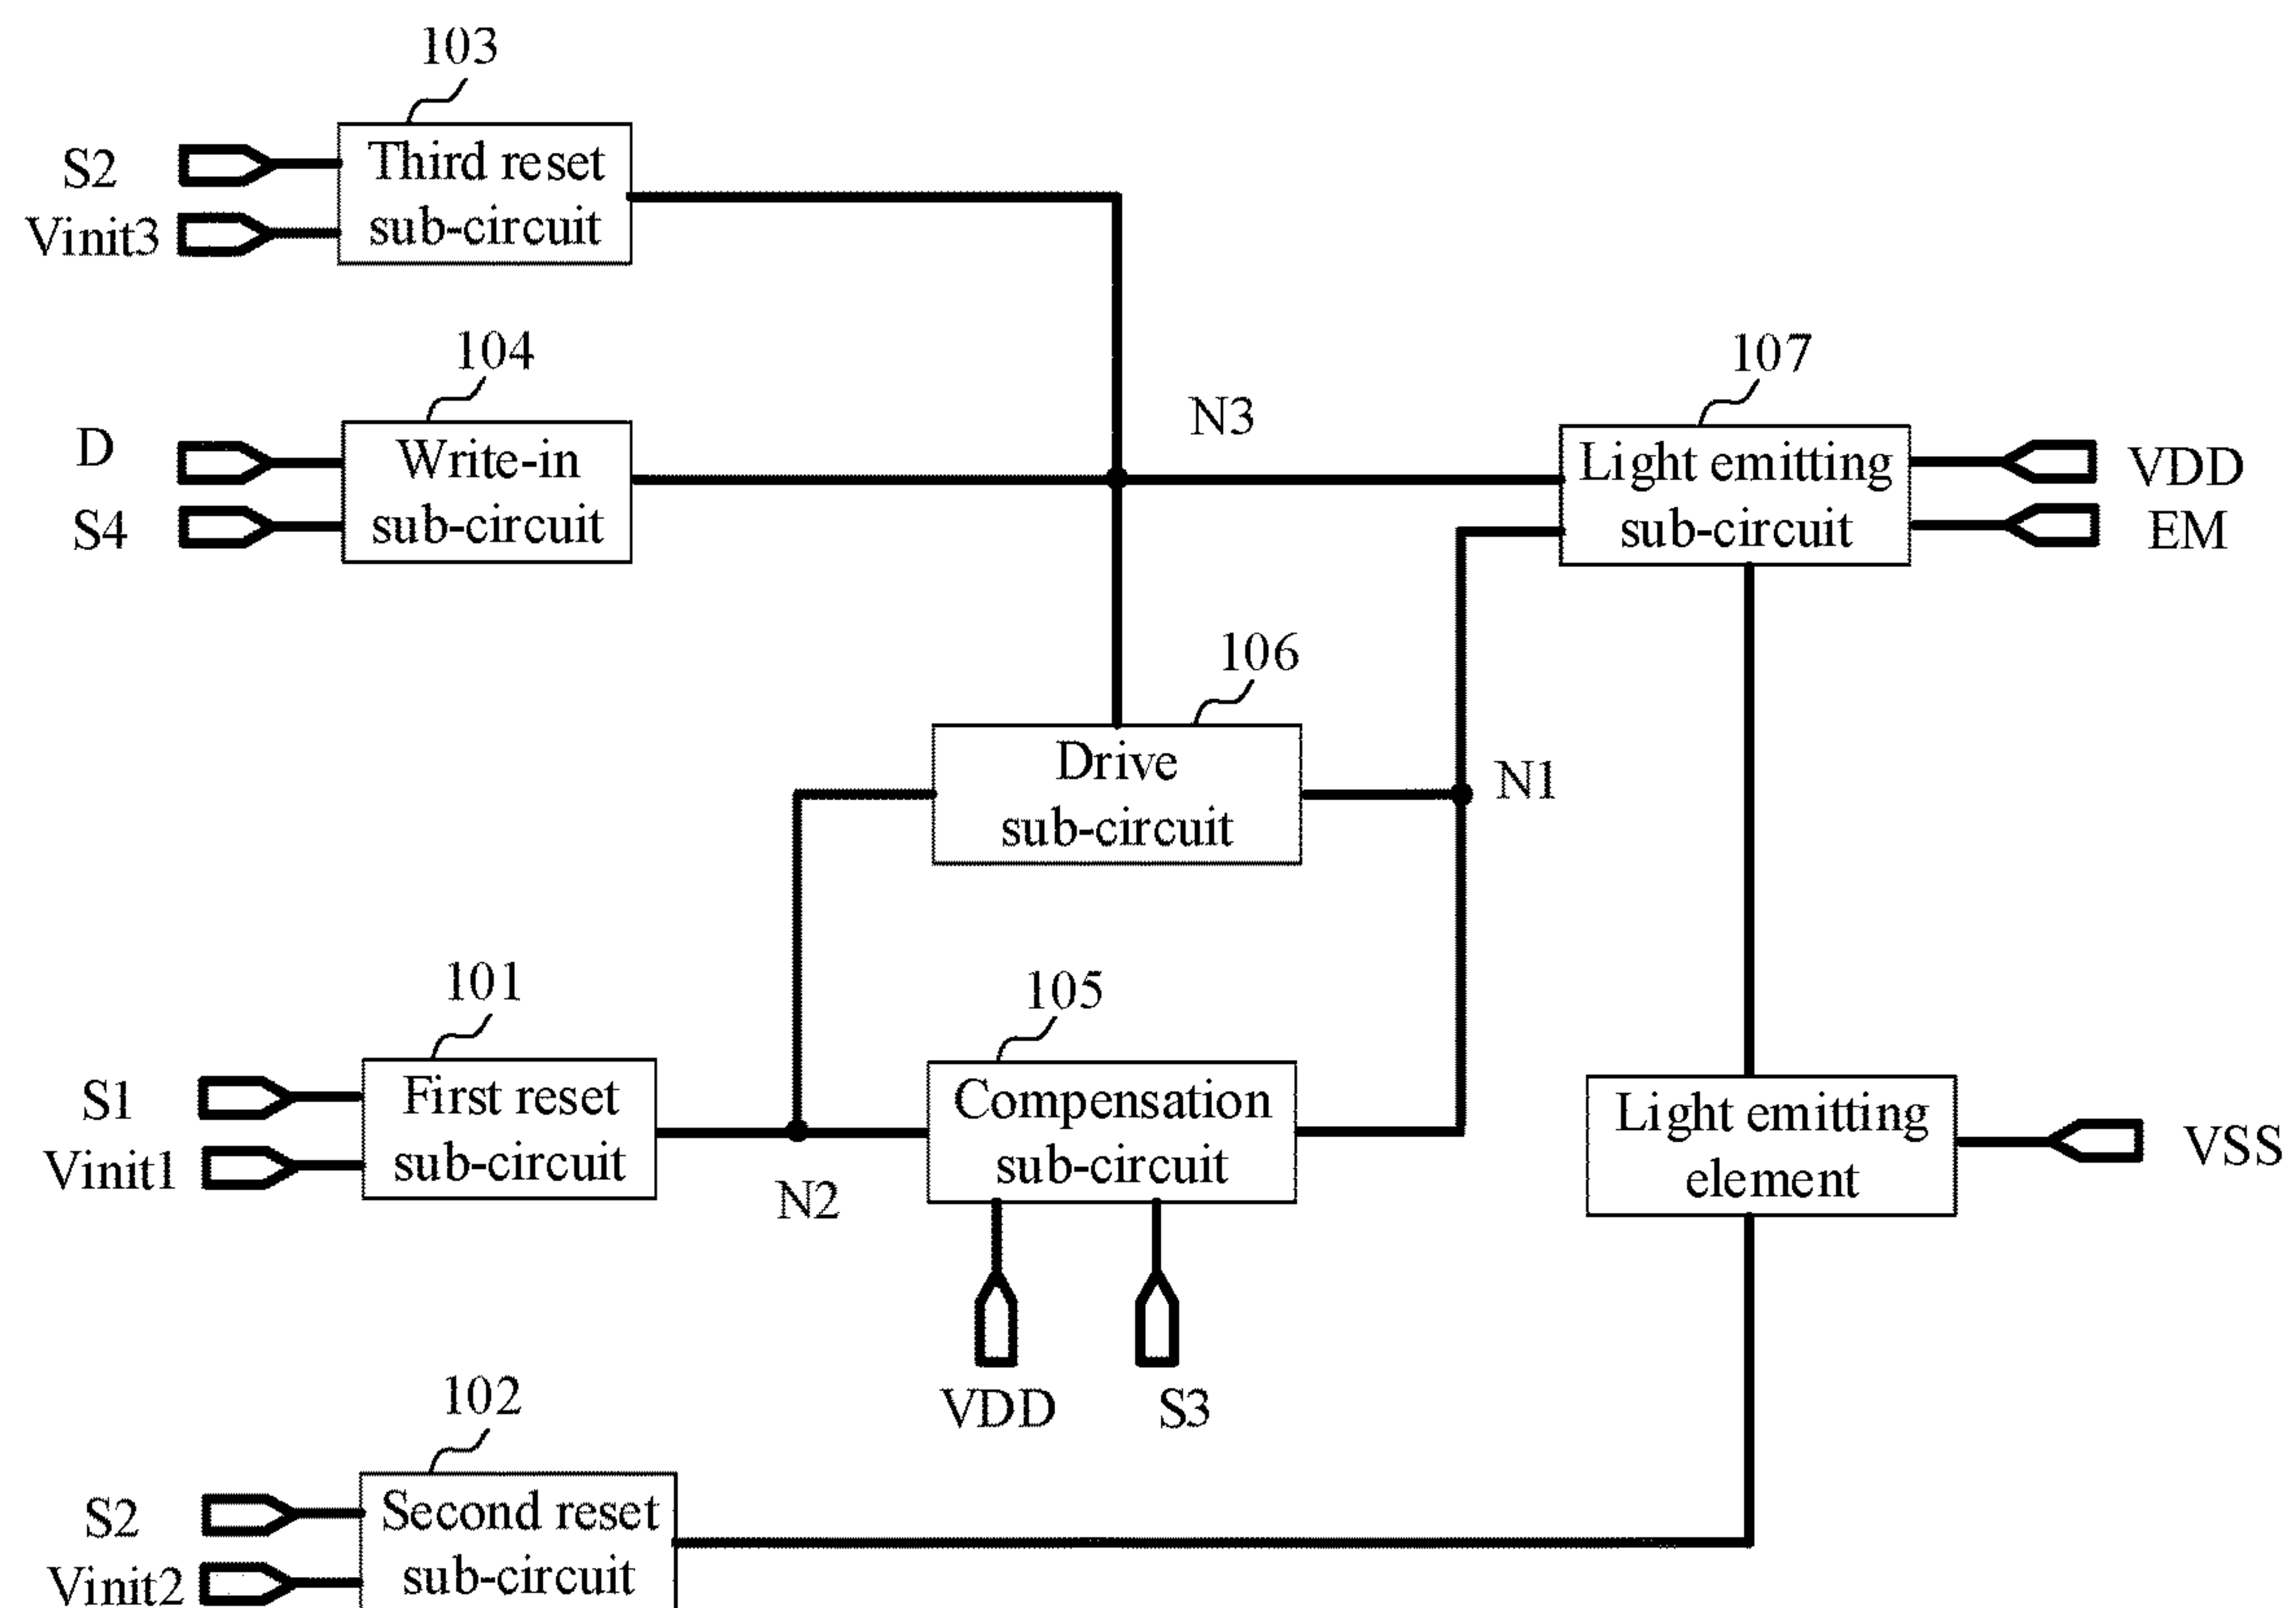 103
S2
Third reset
sub-circuit
Vinit3
104
D
Write-in
sub-circuit
S4
N3
107
Light emitting
sub-circuit
VDD
EM
106
Drive
sub-circuit
N1
101
S1
First reset
sub-circuit
Vinit1
N2
105
Compensation
sub-circuit
VDD
S3
Light emitting
element
VSS
102
S2
Second reset
sub-circuit
Vinit2